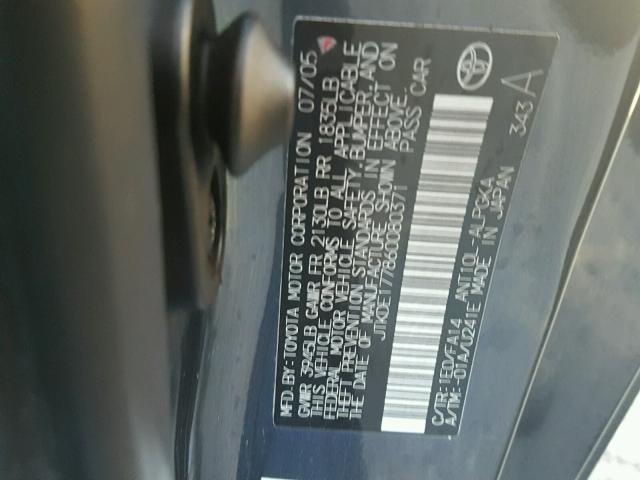 MFD. BY: TOYOTA MOTOR CORPORATION 07/05
GVWR 3945LB GAWR FR 2130LB RR 1835LB
THIS VEHICLE CONFORMS TO ALL APPLICABLE
FEDERAL MOTOR VEHICLE SAFETY, BUMPER, AND
THEFT PREVENTION STANDARDS IN EFFECT ON
THE DATE OF MANUFACTURE SHOWN ABOVE.
JTKDE177860080371 PASS CAR
C/TR: 1E0/FA14 ANT10L-ALPGKA
A/TM: -01A/U241E MADE IN JAPAN 343 A